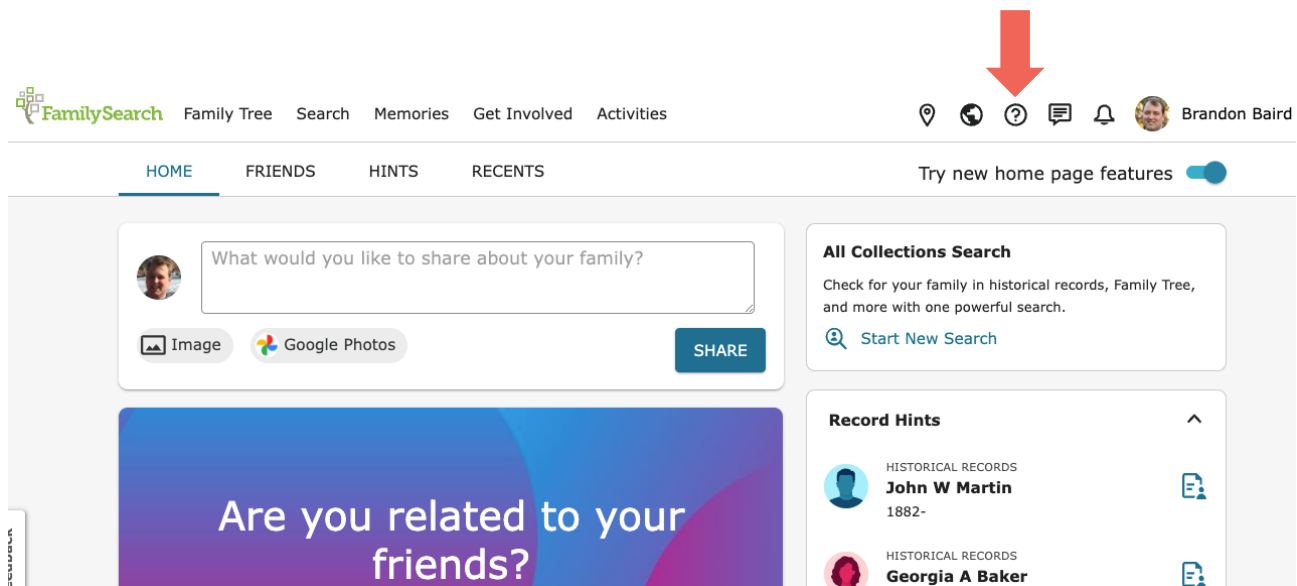 FamilySearch Family Tree Search Memories Get Involved Activities Brandon Baird
HOME FRIENDS HINTS RECENTS Try new home page features
What would you like to share about your family?
Image Google Photos SHARE
All Collections Search
Check for your family in historical records, Family Tree,
and more with one powerful search.
Start New Search
Are you related to your
friends?
Record Hints
HISTORICAL RECORDS
John W Martin
1882-
HISTORICAL RECORDS
Georgia A Baker